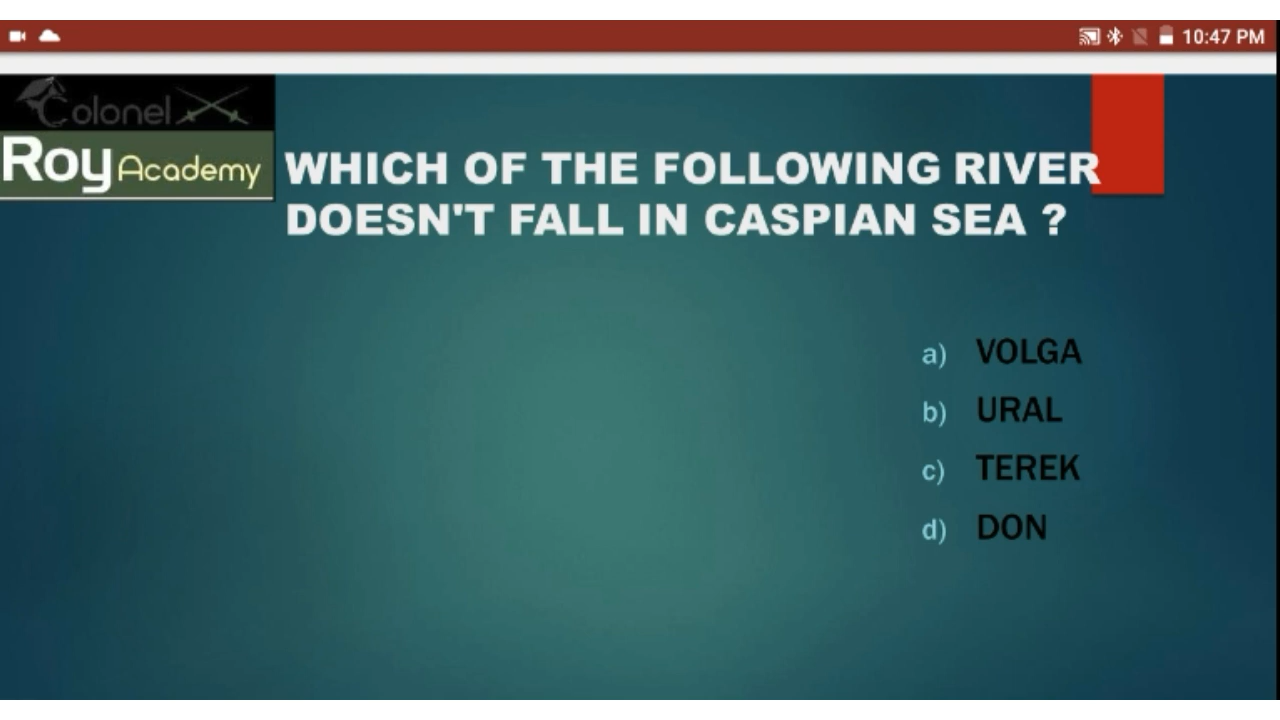 10:47 PM
Colonel
Roy Academy
WHICH OF THE FOLLOWING RIVER
DOESN'T FALL IN CASPIAN SEA ?
a) VOLGA
b) URAL
c) TEREK
d) DON